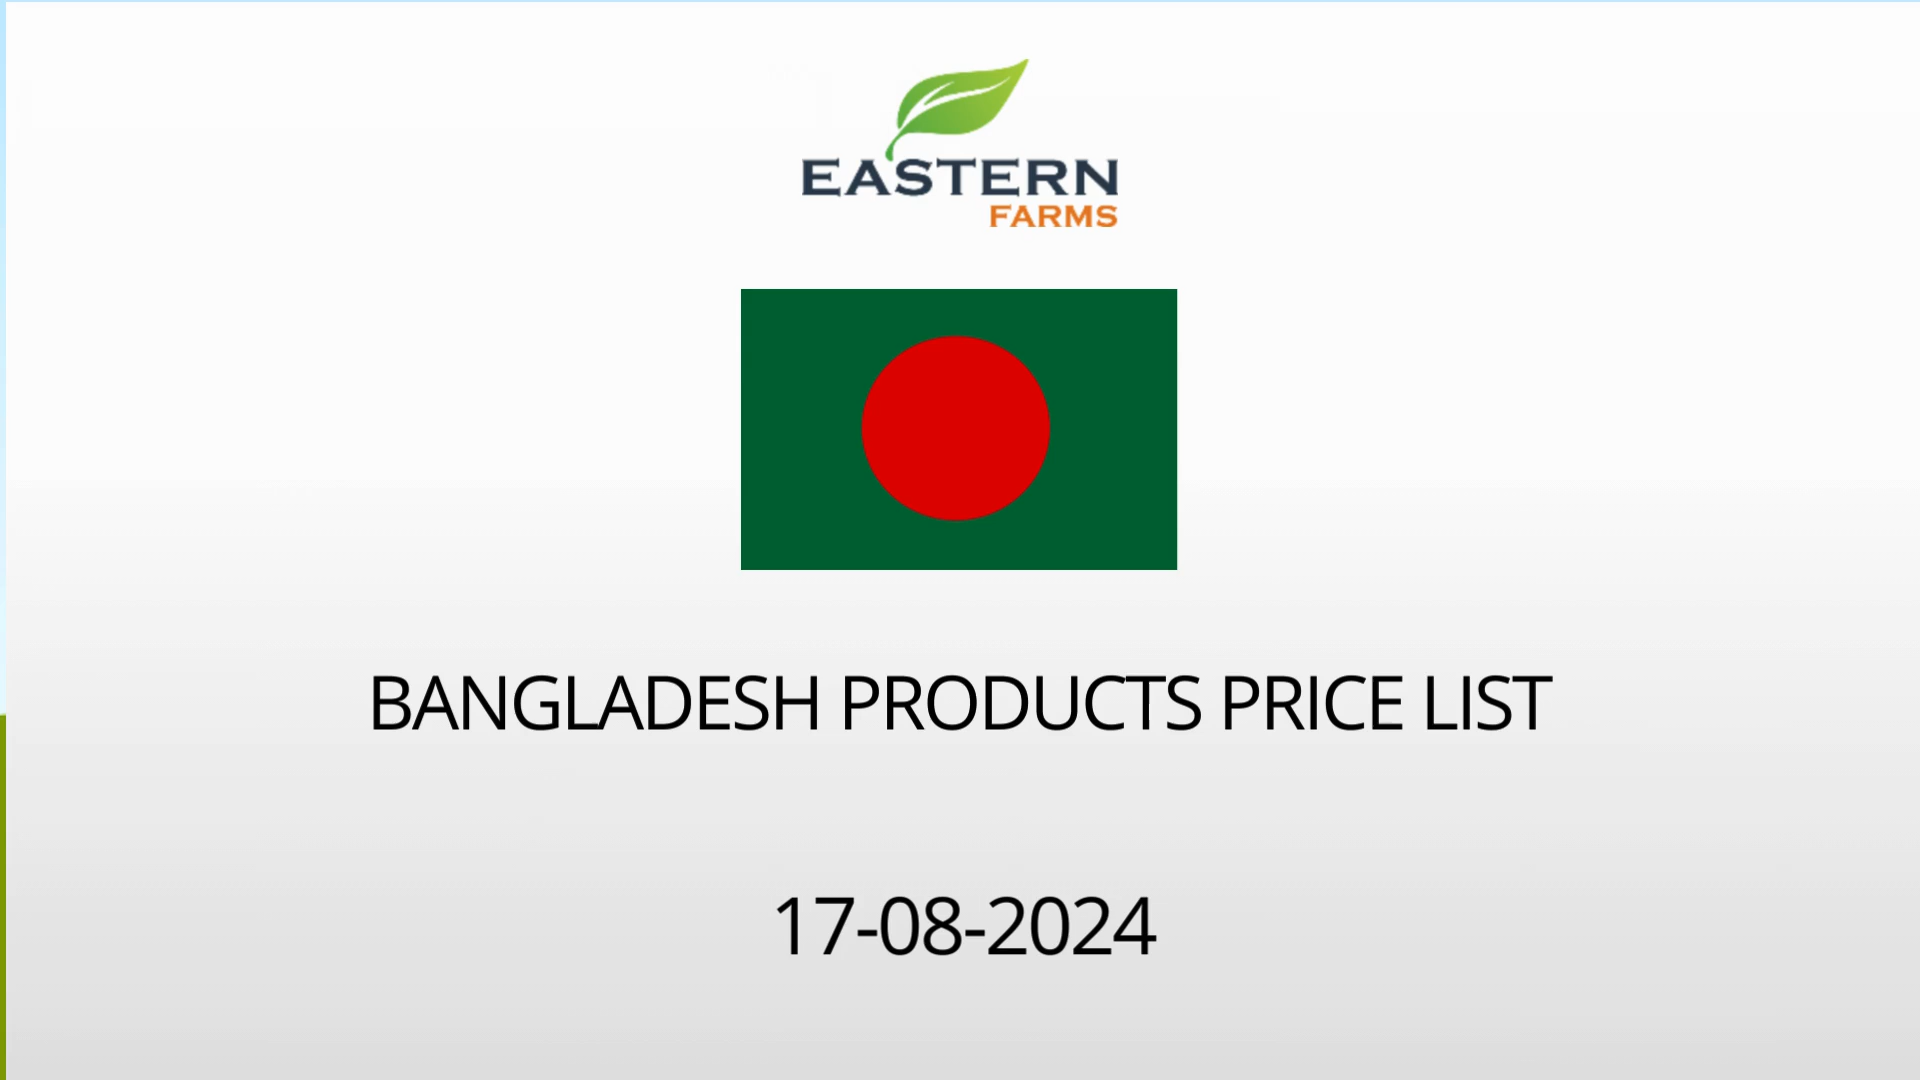 EASTERN
FARMS
BANGLADESH PRODUCTS PRICE LIST
17-08-2024